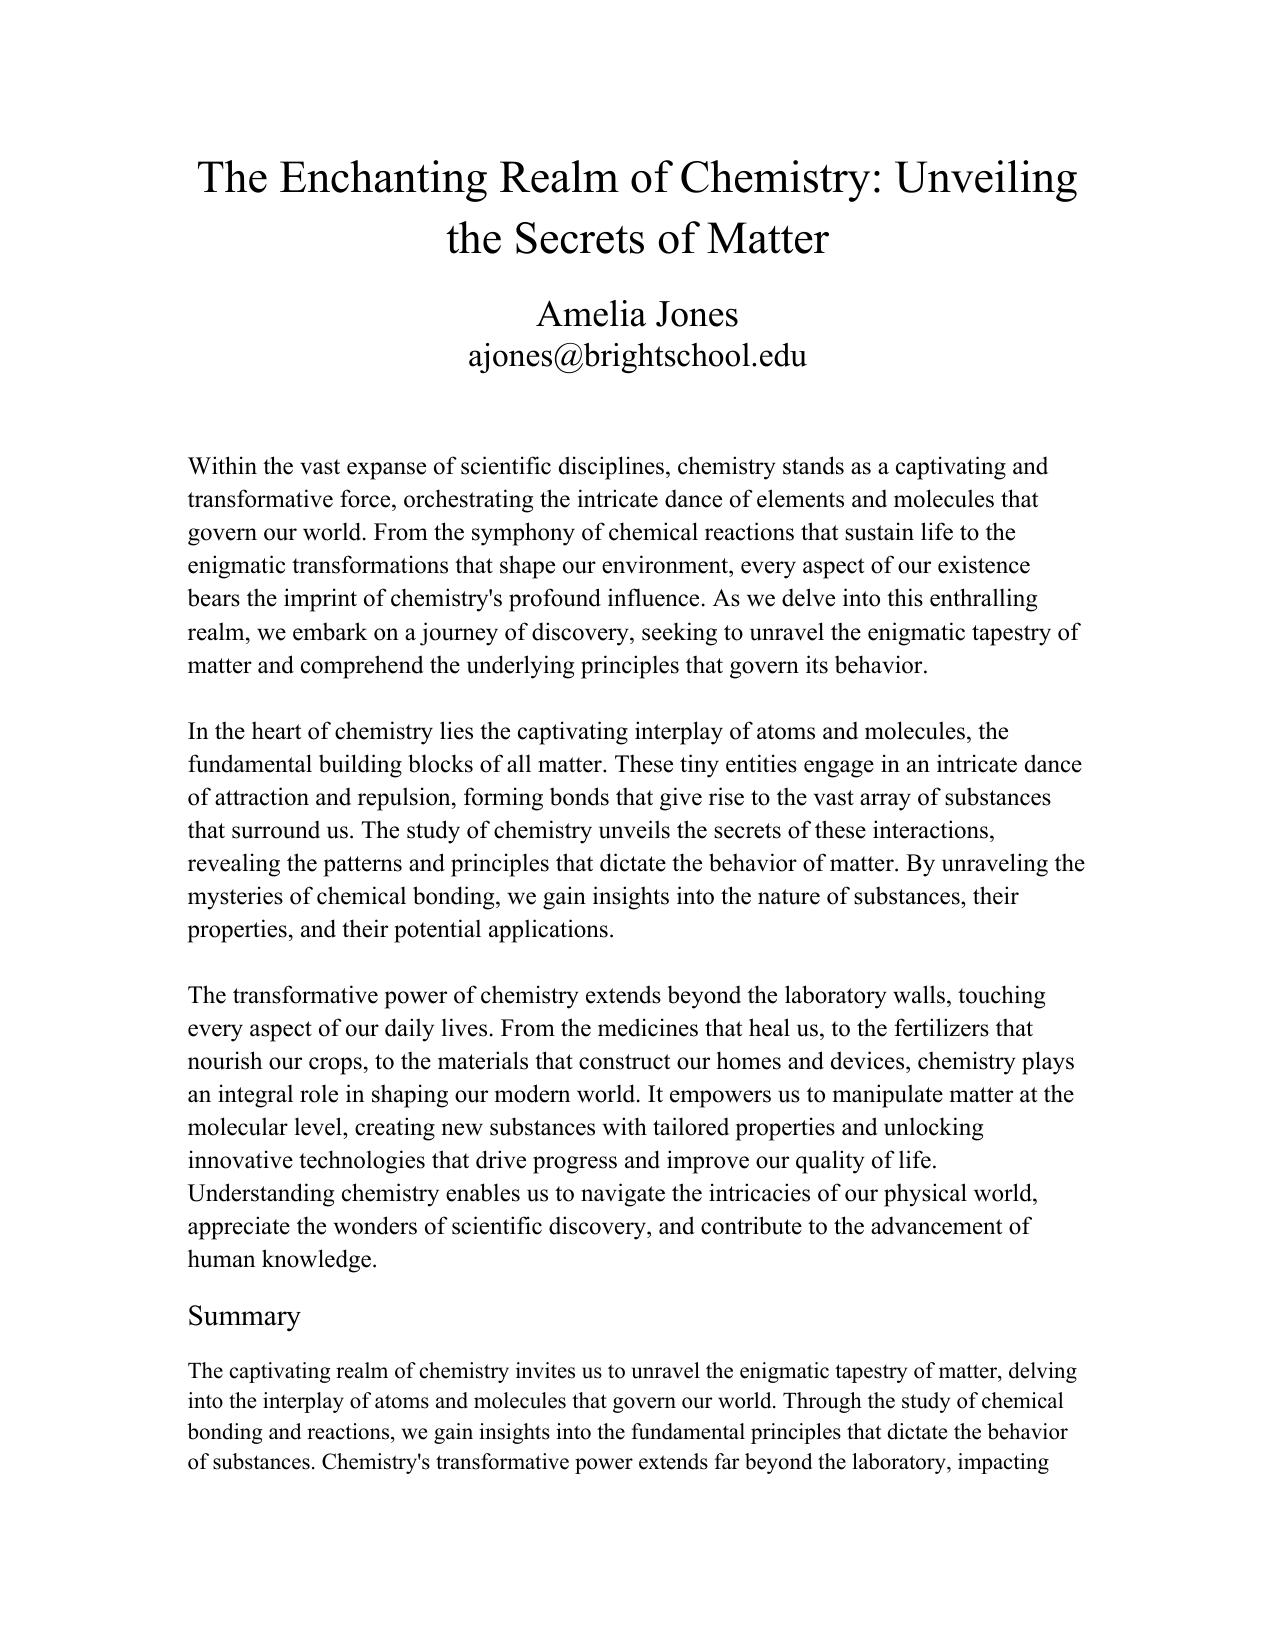 The Enchanting Realm of Chemistry: Unveiling
the Secrets of Matter
Amelia Jones
ajones@brightschool.edu
Within the vast expanse of scientific disciplines, chemistry stands as a captivating and
transformative force, orchestrating the intricate dance of elements and molecules that
govern our world. From the symphony of chemical reactions that sustain life to the
enigmatic transformations that shape our environment, every aspect of our existence
bears the imprint of chemistry's profound influence. As we delve into this enthralling
realm, we embark on a journey of discovery, seeking to unravel the enigmatic tapestry of
matter and comprehend the underlying principles that govern its behavior.
In the heart of chemistry lies the captivating interplay of atoms and molecules, the
fundamental building blocks of all matter. These tiny entities engage in an intricate dance
of attraction and repulsion, forming bonds that give rise to the vast array of substances
that surround us. The study of chemistry unveils the secrets of these interactions,
revealing the patterns and principles that dictate the behavior of matter. By unraveling the
mysteries of chemical bonding, we gain insights into the nature of substances, their
properties, and their potential applications.
The transformative power of chemistry extends beyond the laboratory walls, touching
every aspect of our daily lives. From the medicines that heal us, to the fertilizers that
nourish our crops, to the materials that construct our homes and devices, chemistry plays
an integral role in shaping our modern world. It empowers us to manipulate matter at the
molecular level, creating new substances with tailored properties and unlocking
innovative technologies that drive progress and improve our quality of life.
Understanding chemistry enables us to navigate the intricacies of our physical world,
appreciate the wonders of scientific discovery, and contribute to the advancement of
human knowledge.
Summary
The captivating realm of chemistry invites us to unravel the enigmatic tapestry of matter, delving
into the interplay of atoms and molecules that govern our world. Through the study of chemical
bonding and reactions, we gain insights into the fundamental principles that dictate the behavior
of substances. Chemistry's transformative power extends far beyond the laboratory, impacting